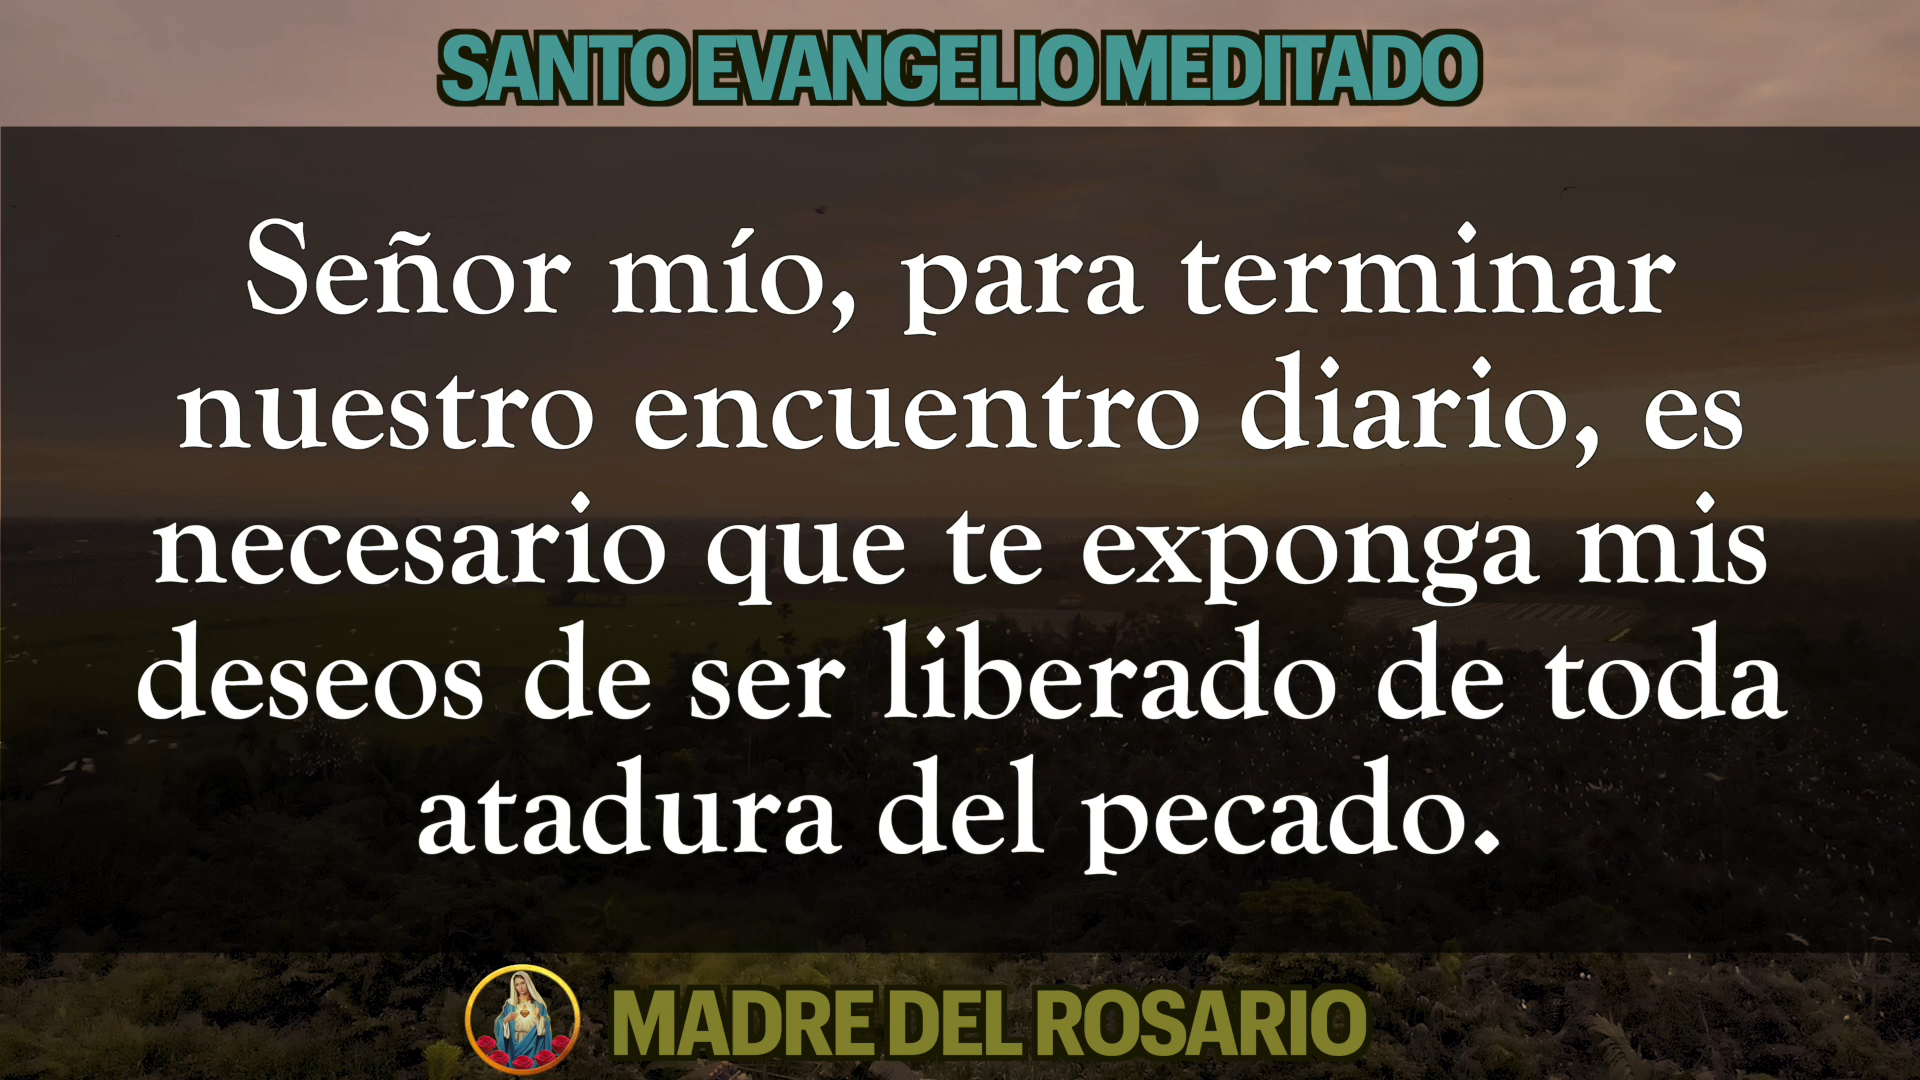 SANTO EVANGELIO MEDITADO
Señor mío, para terminar
nuestro encuentro diario, es
necesario que te exponga mis
deseos de ser liberado de toda
atadura del pecado.
MADRE DEL ROSARIO